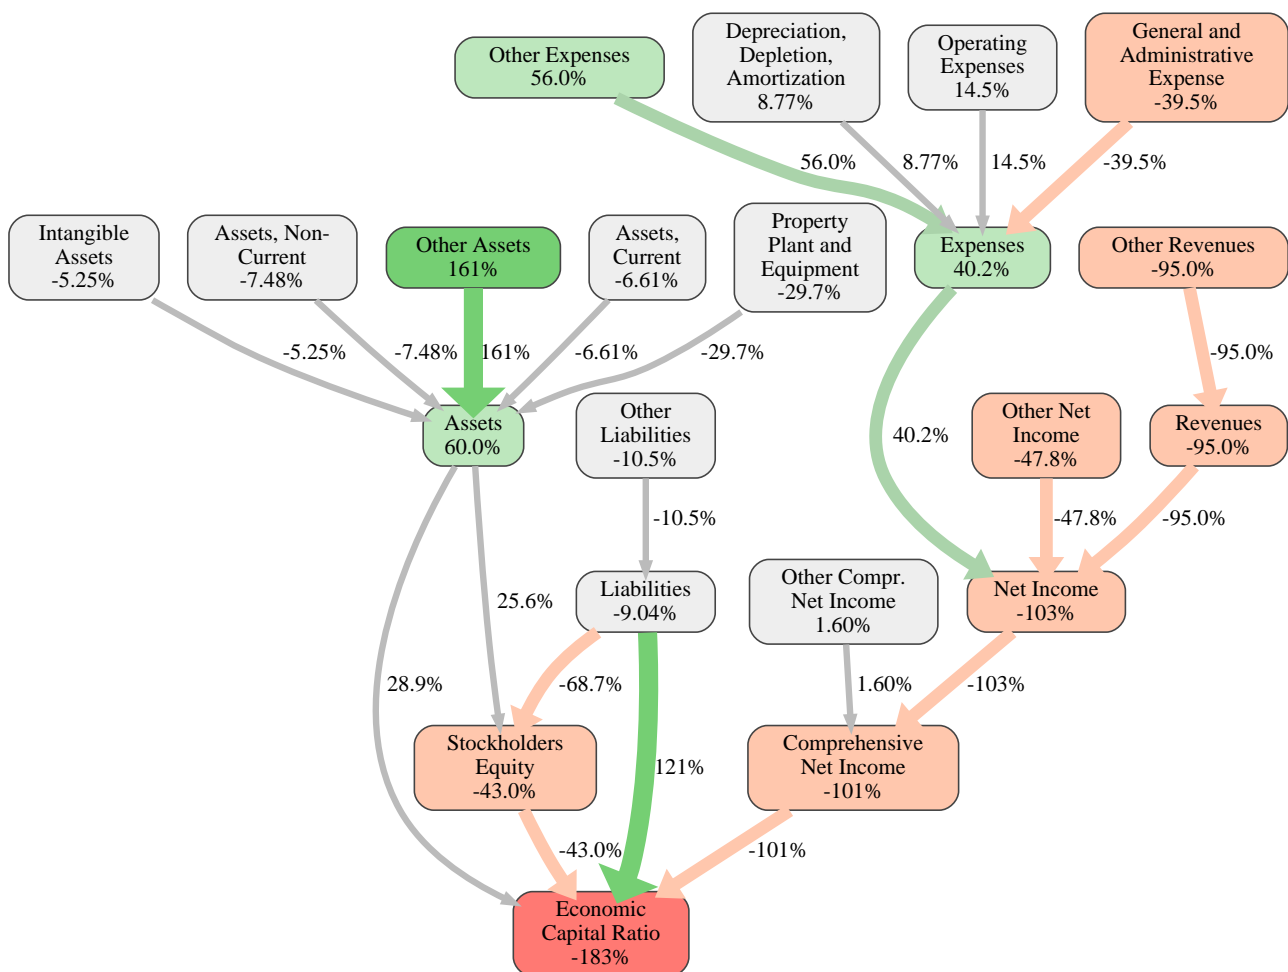 Other Expenses
56.0%
Depreciation,
Depletion,
Amortization
8.77%
Operating
Expenses
14.5%
General and
Administrative
Expense
-39.5%
56.0%
8.77%
14.5%
-39.5%
Intangible
Assets
-5.25%
Assets, Non-
Current
-7.48%
Other Assets
161%
Assets,
Current
-6.61%
Property
Plant and
Equipment
-29.7%
Expenses
40.2%
Other Revenues
-95.0%
-5.25%
-7.48%
161%
-6.61%
-29.7%
-95.0%
Assets
60.0%
Other
Liabilities
-10.5%
40.2%
Other Net
Income
-47.8%
Revenues
-95.0%
-10.5%
-47.8%
-95.0%
25.6%
Liabilities
-9.04%
Other Compr.
Net Income
1.60%
Net Income
-103%
28.9%
-68.7%
1.60%
-103%
Stockholders
Equity
-43.0%
121%
Comprehensive
Net Income
-101%
-43.0%
-101%
Economic
Capital Ratio
-183%